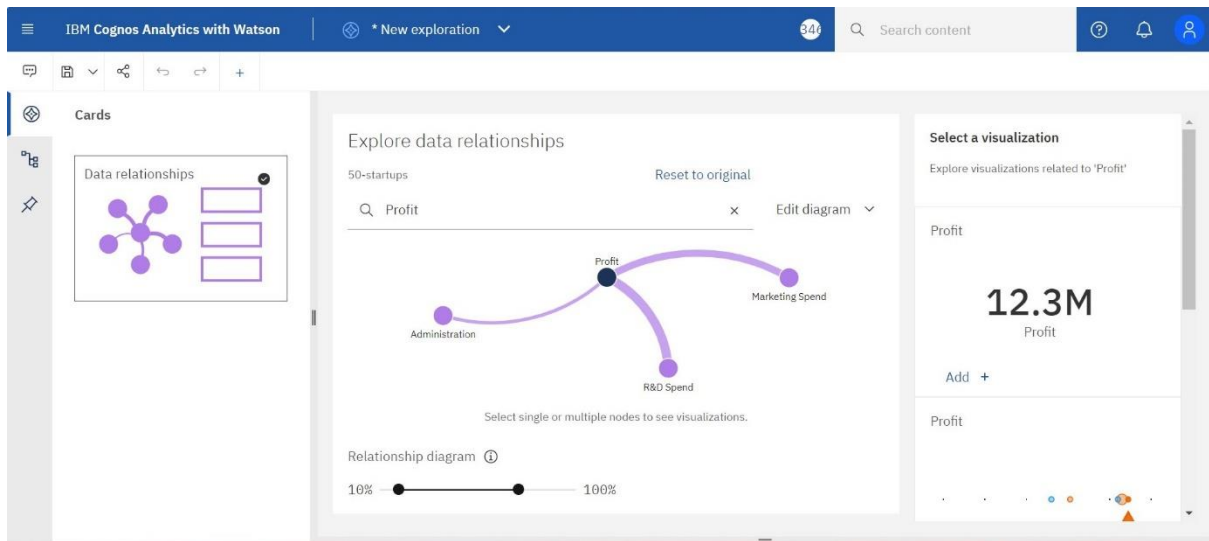 IBM Cognos Analytics with Watson
* New exploration
346
Search content
Cards
Data relationships
Explore data relationships
50-startups
Reset to original
Profit
Edit diagram
Profit
Marketing Spend
Administration
R&D Spend
Select single or multiple nodes to see visualizations.
Relationship diagram
10%
100%
Select a visualization
Explore visualizations related to 'Profit'
Profit
12.3M
Profit
Add +
Profit